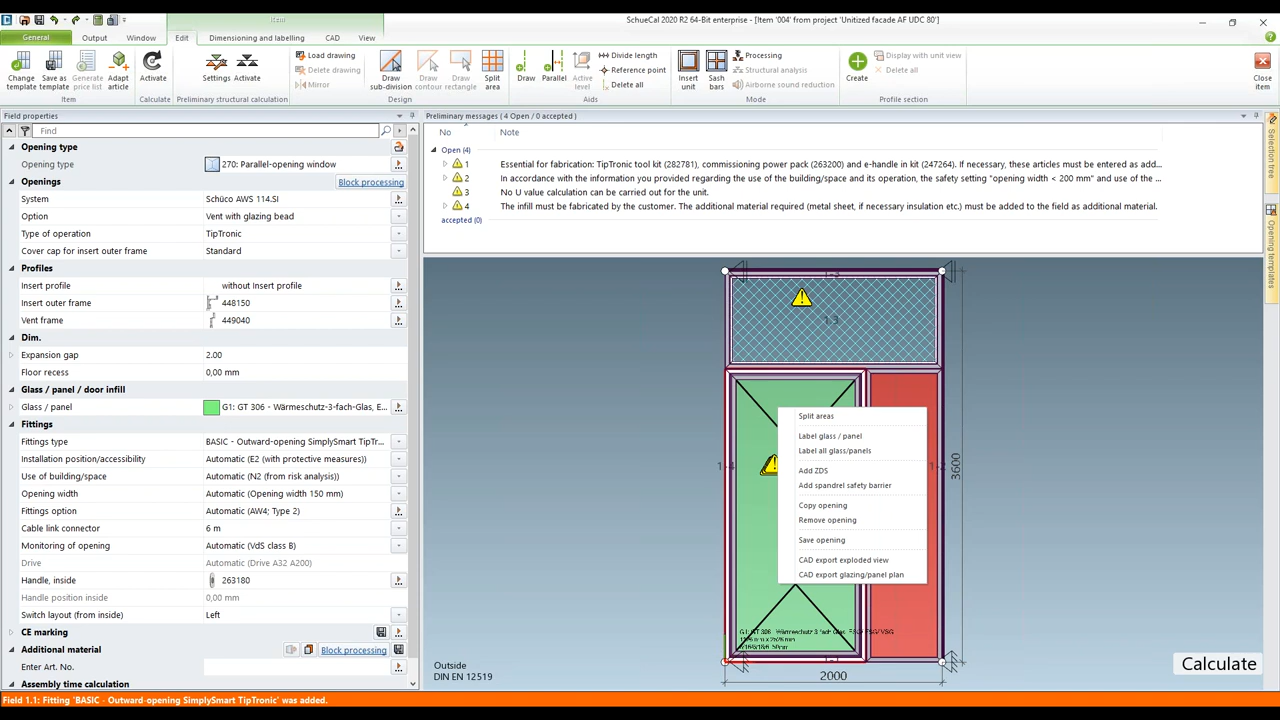 SchueCal 2020 R2 64-Bit enterprise - [Item '004' from project 'Unitized facade AF UDC 80']
Item
General Output Window Edit Dimensioning and labelling CAD View
Change template
Save as template
Generate price list
Adapt article
Item
Activate
Calculate
Settings
Activate
Preliminary structural calculation
Load drawing
Delete drawing
Mirror
Draw sub-division
Draw contour
Draw rectangle
Split area
Design
Draw
Parallel
Active level
Divide length
Reference point
Delete all
Aids
Insert unit
Sash bars
Processing
Structural analysis
Airborne sound reduction
Mode
Create
Display with unit view
Delete all
Profile section
Close item
Field properties
Find
Opening type
Opening type 270: Parallel-opening window
Openings Block processing
System Schüco AWS 114.SI
Option Vent with glazing bead
Type of operation TipTronic
Cover cap for insert outer frame Standard
Profiles
Insert profile without Insert profile
Insert outer frame 448150
Vent frame 449040
Dim.
Expansion gap 2.00
Floor recess 0,00 mm
Glass / panel / door infill
Glass / panel G1: GT 306 - Wärmeschutz-3-fach-Glas, E...
Fittings
Fittings type BASIC - Outward-opening SimplySmart TipTr...
Installation position/accessibility Automatic (E2 (with protective measures))
Use of building/space Automatic (N2 (from risk analysis))
Opening width Automatic (Opening width 150 mm)
Fittings option Automatic (AW4; Type 2)
Cable link connector 6 m
Monitoring of opening Automatic (VdS class B)
Drive Automatic (Drive A32 A200)
Handle, inside 263180
Handle position inside 0,00 mm
Switch layout (from inside) Left
CE marking
Additional material Block processing
Enter Art. No.
Assembly time calculation
Field 1.1: Fitting 'BASIC - Outward-opening SimplySmart TipTronic' was added.
Preliminary messages ( 4 Open / 0 accepted )
No Note
Open (4)
1 Essential for fabrication: TipTronic tool kit (282781), commissioning power pack (263200) and e-handle in kit (247264). If necessary, these articles must be entered as add...
2 In accordance with the information you provided regarding the use of the building/space and its operation, the safety setting "opening width < 200 mm" and use of the ...
3 No U value calculation can be carried out for the unit.
4 The infill must be fabricated by the customer. The additional material required (metal sheet, if necessary insulation etc.) must be added to the field as additional material.
accepted (0)
Selection tree
Opening templates
1.3
1-4
Split areas
Label glass / panel
Label all glass/panels
Add ZDS
Add spandrel safety barrier
Copy opening
Remove opening
Save opening
CAD export exploded view
CAD export glazing/panel plan
3600
2000
Outside
DIN EN 12519
Calculate